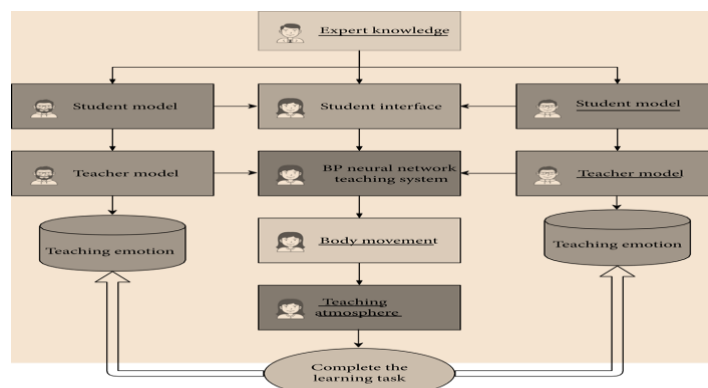 Expert knowledge
Student model
Student interface
Student model
Teacher model
BP neural network
teaching system
Teacher model
Teaching emotion
Body movement
Teaching emotion
Teaching
atmosphere
Complete the
learning task